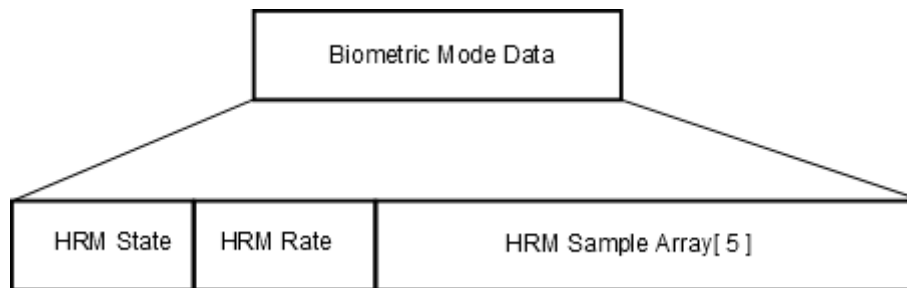 Biometric Mode Data
HRM State
HRM Rate
HRM Sample Array[ 5 ]